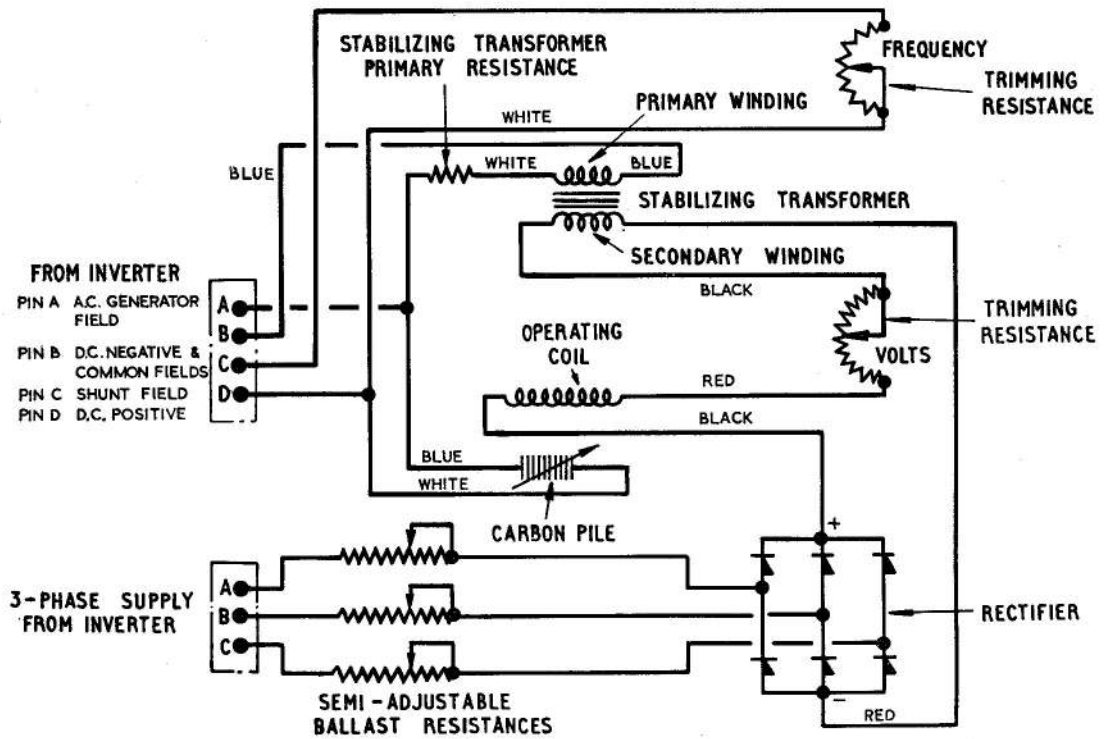 STABILIZING TRANSFORMER
PRIMARY RESISTANCE
FREQUENCY
TRIMMING
RESISTANCE
PRIMARY WINDING
WHITE
BLUE
WHITE
BLUE
STABILIZING TRANSFORMER
SECONDARY WINDING
BLACK
FROM INVERTER
PIN A A.C. GENERATOR
FIELD
PIN B D.C. NEGATIVE &
COMMON FIELDS
PIN C SHUNT FIELD
PIN D D.C. POSITIVE
A
B
C
D
TRIMMING
RESISTANCE
VOLTS
OPERATING
COIL
RED
BLACK
BLUE
WHITE
CARBON PILE
+
3-PHASE SUPPLY
FROM INVERTER
A
B
C
RECTIFIER
SEMI-ADJUSTABLE
BALLAST RESISTANCES
−
RED